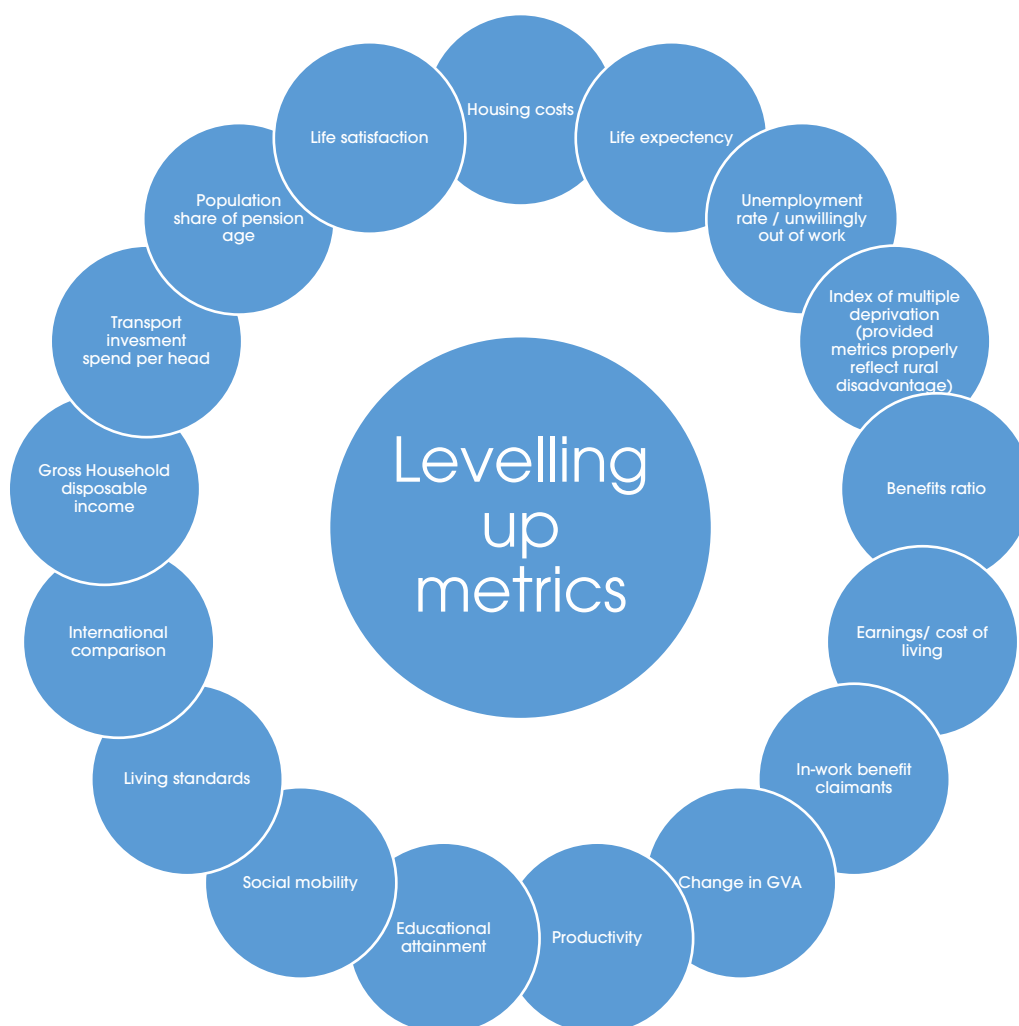 Housing costs
Life expectency
Unemployment
rate / unwillingly
out of work
Index of multiple
deprivation
(provided
metrics properly
reflect rural
disadvantage)
Benefits ratio
Earnings/ cost of
living
In-work benefit
claimants
Change in GVA
Productivity
Educational
attainment
Social mobility
Living standards
International
comparison
Gross Household
disposable
income
Transport
invesment
spend per head
Population
share of pension
age
Life satisfaction
Levelling
up
metrics